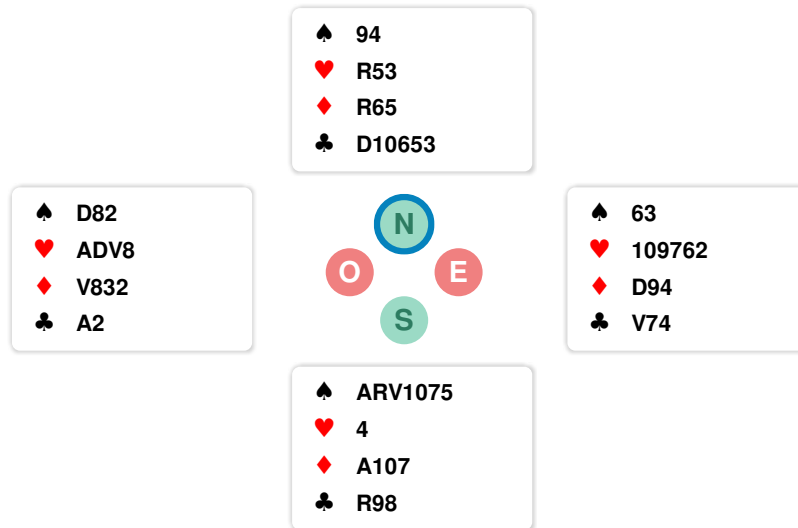 ♠ 94
♥ R53
♦ R65
♣ D10653
♠ D82
♥ ADV8
♦ V832
♣ A2
N
O E
S
♠ 63
♥ 109762
♦ D94
♣ V74
♠ ARV1075
♥ 4
♦ A107
♣ R98